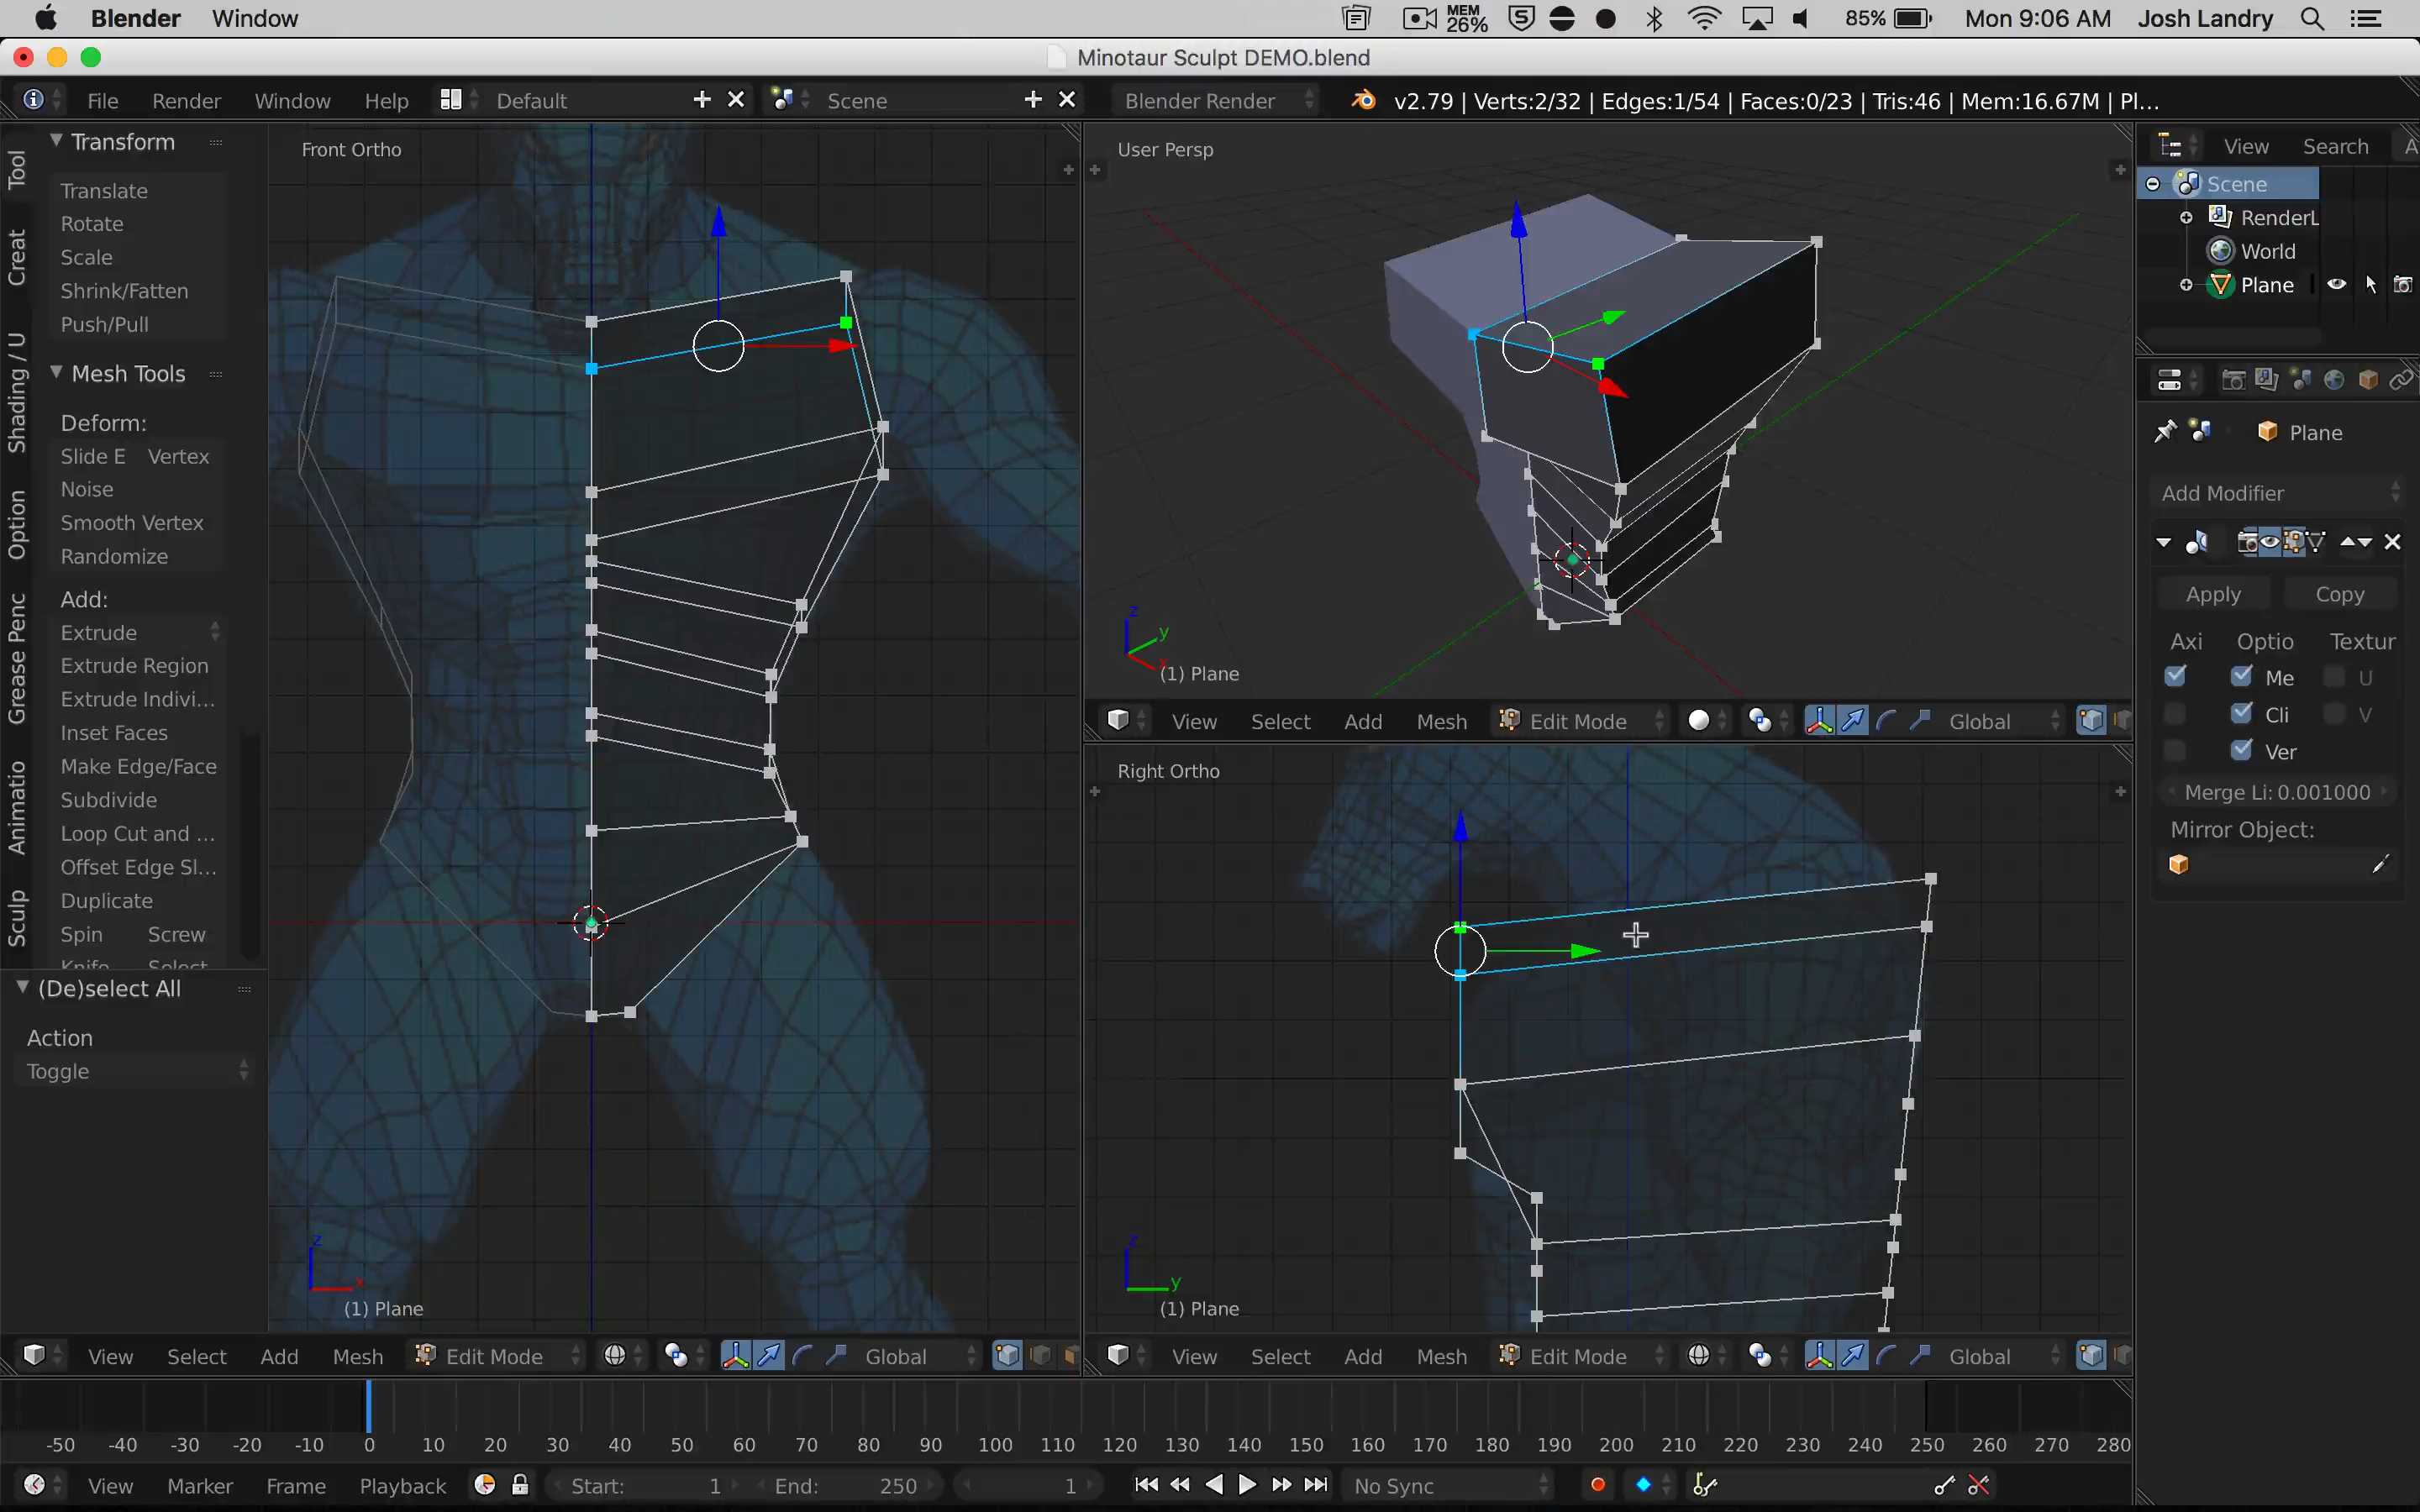 Blender Window MEM 26% 85% Mon 9:06 AM Josh Landry
Minotaur Sculpt DEMO.blend
File Render Window Help Default Scene Blender Render v2.79 | Verts:2/32 | Edges:1/54 | Faces:0/23 | Tris:46 | Mem:16.67M | Pl...
Tool
Creat
Shading / U
Option
Grease Penc
Animatio
Sculp
Transform
Translate
Rotate
Scale
Shrink/Fatten
Push/Pull
Mesh Tools
Deform:
Slide E Vertex
Noise
Smooth Vertex
Randomize
Add:
Extrude
Extrude Region
Extrude Indivi...
Inset Faces
Make Edge/Face
Subdivide
Loop Cut and ...
Offset Edge Sl...
Duplicate
Spin Screw
Knife Select
(De)select All
Action
Toggle
Front Ortho
z
x
(1) Plane
View Select Add Mesh Edit Mode Global
User Persp
z
y
x
(1) Plane
View Select Add Mesh Edit Mode Global
Right Ortho
z
y
(1) Plane
View Select Add Mesh Edit Mode Global
View Search A
Scene
RenderL
World
Plane
Plane
Add Modifier
Apply Copy
Axi Optio Textur
Me U
Cli V
Ver
Merge Li: 0.001000
Mirror Object:
-50 -40 -30 -20 -10 0 10 20 30 40 50 60 70 80 90 100 110 120 130 140 150 160 170 180 190 200 210 220 230 240 250 260 270 280
View Marker Frame Playback Start: 1 End: 250 1 No Sync